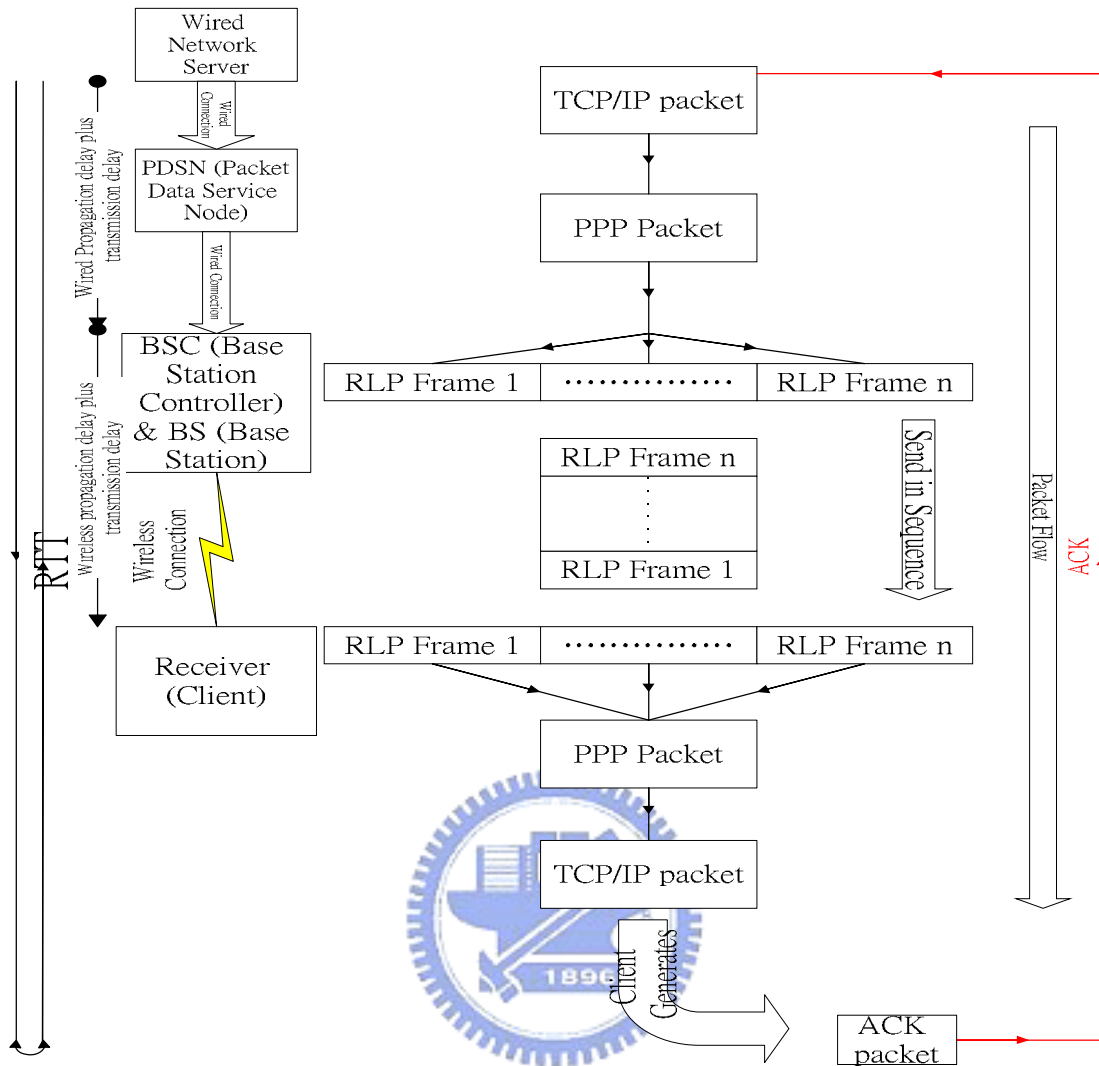 Wired
Network
Server
Wired
Connection
PDSN (Packet
Data Service
Node)
Wired Connection
BSC (Base
Station
Controller)
& BS (Base
Station)
Wireless
Connection
Receiver
(Client)
Wired Propagation delay plus
transmission delay
Wireless propagation delay plus
transmission delay
RTT
TCP/IP packet
PPP Packet
RLP Frame 1
...............
RLP Frame n
RLP Frame n
......
RLP Frame 1
Send in Sequence
RLP Frame 1
...............
RLP Frame n
PPP Packet
TCP/IP packet
1896
Client
Generates
ACK
packet
Packet Flow
ACK